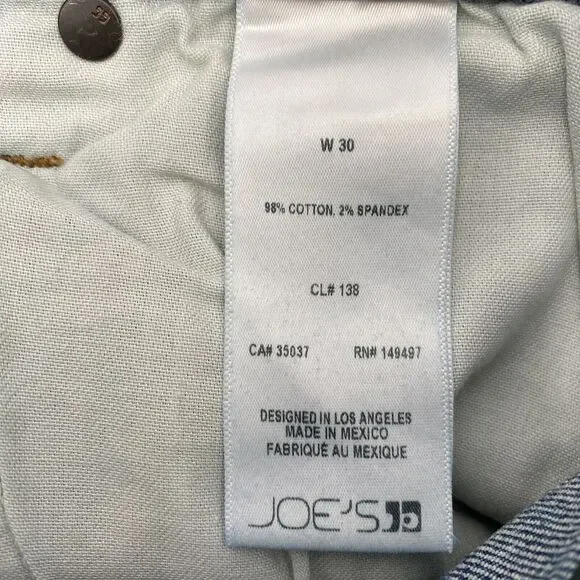 W 30
98% COTTON, 2% SPANDEX
CL# 138
CA# 35037 RN# 149497
DESIGNED IN LOS ANGELES
MADE IN MEXICO
FABRIQUÉ AU MEXIQUE
JOE'S